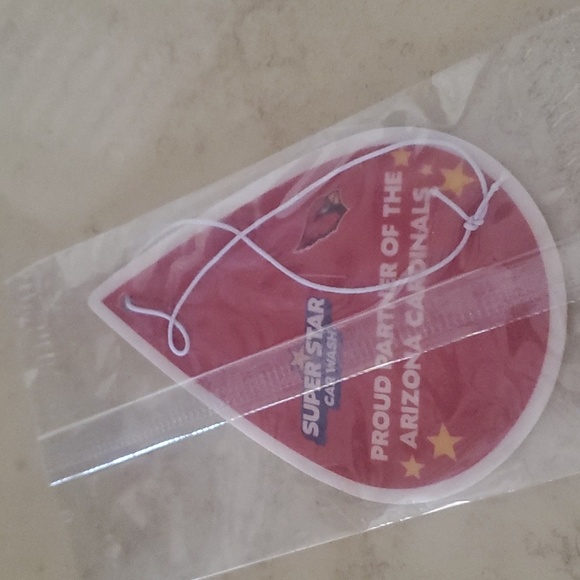 SUPER STAR
CAR WASH
PROUD PARTNER OF THE
ARIZONA CARDINALS